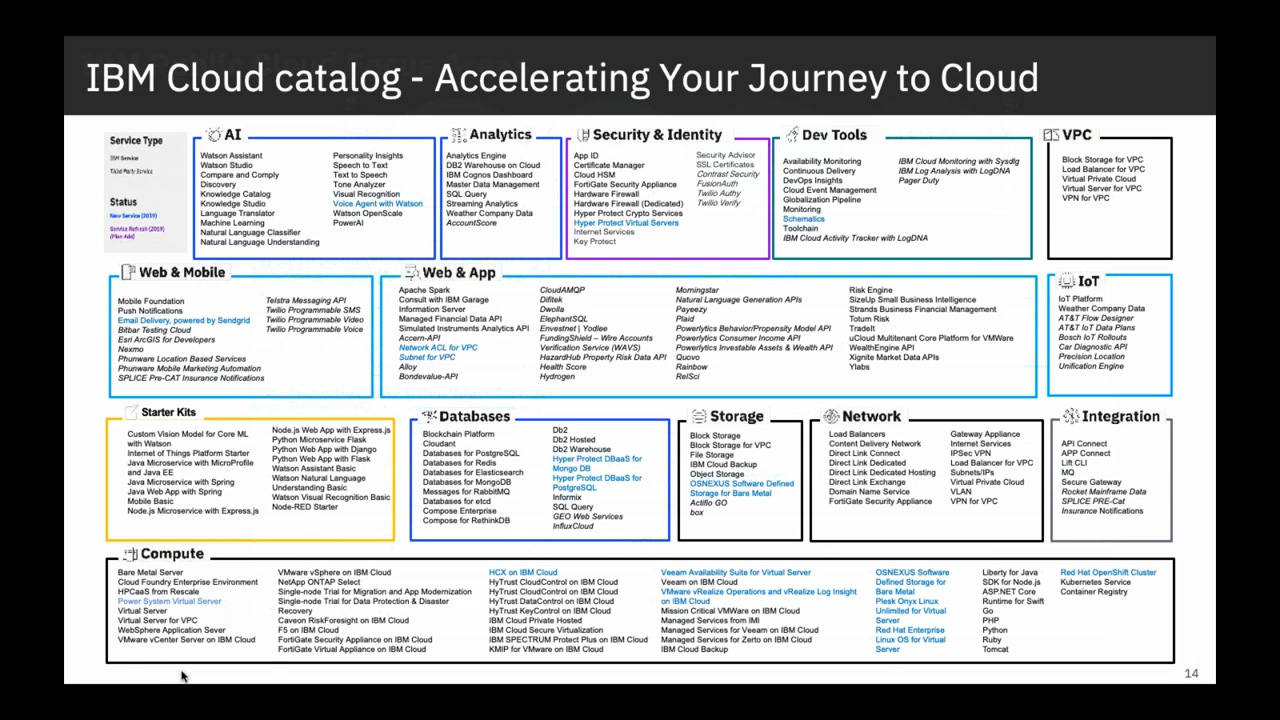 IBM Cloud catalog - Accelerating Your Journey to Cloud
Service Type
IBM Service
Third Party Service
Status
New Service (2019)
Service Refresh (2019)
(Plan Add)
AI
Watson Assistant
Watson Studio
Compare and Comply
Discovery
Knowledge Catalog
Knowledge Studio
Language Translator
Machine Learning
Natural Language Classifier
Natural Language Understanding
Personality Insights
Speech to Text
Text to Speech
Tone Analyzer
Visual Recognition
Voice Agent with Watson
Watson OpenScale
PowerAI
Analytics
Analytics Engine
DB2 Warehouse on Cloud
IBM Cognos Dashboard
Master Data Management
SQL Query
Streaming Analytics
Weather Company Data
AccountScore
Security & Identity
App ID
Certificate Manager
Cloud HSM
FortiGate Security Appliance
Hardware Firewall
Hardware Firewall (Dedicated)
Hyper Protect Crypto Services
Hyper Protect Virtual Servers
Internet Services
Key Protect
Security Advisor
SSL Certificates
Contrast Security
FusionAuth
Twilio Authy
Twilio Verify
Dev Tools
Availability Monitoring
Continuous Delivery
DevOps Insights
Cloud Event Management
Globalization Pipeline
Monitoring
Schematics
Toolchain
IBM Cloud Activity Tracker with LogDNA
IBM Cloud Monitoring with Sysdig
IBM Log Analysis with LogDNA
Pager Duty
VPC
Block Storage for VPC
Load Balancer for VPC
Virtual Private Cloud
Virtual Server for VPC
VPN for VPC
Web & Mobile
Mobile Foundation
Push Notifications
Email Delivery, powered by Sendgrid
Bitbar Testing Cloud
Esri ArcGIS for Developers
Nexmo
Phunware Location Based Services
Phunware Mobile Marketing Automation
SPLICE Pre-CAT Insurance Notifications
Telstra Messaging API
Twilio Programmable SMS
Twilio Programmable Video
Twilio Programmable Voice
Web & App
Apache Spark
Consult with IBM Garage
Information Server
Managed Financial Data API
Simulated Instruments Analytics API
Accern-API
Network ACL for VPC
Subnet for VPC
Alloy
Bondevalue-API
CloudAMQP
Difitek
Dwolla
ElephantSQL
Envestnet | Yodlee
FundingShield – Wire Accounts
Verification Service (WAVS)
HazardHub Property Risk Data API
Health Score
Hydrogen
Morningstar
Natural Language Generation APIs
Payeezy
Plaid
Powerlytics Behavior/Propensity Model API
Powerlytics Consumer Income API
Powerlytics Investable Assets & Wealth API
Quovo
Rainbow
RelSci
Risk Engine
SizeUp Small Business Intelligence
Strands Business Financial Management
Totum Risk
TradeIt
uCloud Multitenant Core Platform for VMWare
WealthEngine API
Xignite Market Data APIs
Ylabs
IoT
IoT Platform
Weather Company Data
AT&T Flow Designer
AT&T IoT Data Plans
Bosch IoT Rollouts
Car Diagnostic API
Precision Location
Unification Engine
Starter Kits
Custom Vision Model for Core ML
with Watson
Internet of Things Platform Starter
Java Microservice with MicroProfile
and Java EE
Java Microservice with Spring
Java Web App with Spring
Mobile Basic
Node.js Microservice with Express.js
Node.js Web App with Express.js
Python Microservice Flask
Python Web App with Django
Python Web App with Flask
Watson Assistant Basic
Watson Natural Language
Understanding Basic
Watson Visual Recognition Basic
Node-RED Starter
Databases
Blockchain Platform
Cloudant
Databases for PostgreSQL
Databases for Redis
Databases for Elasticsearch
Databases for MongoDB
Messages for RabbitMQ
Databases for etcd
Compose Enterprise
Compose for RethinkDB
Db2
Db2 Hosted
Db2 Warehouse
Hyper Protect DBaaS for
Mongo DB
Hyper Protect DBaaS for
PostgreSQL
Informix
SQL Query
GEO Web Services
InfluxCloud
Storage
Block Storage
Block Storage for VPC
File Storage
IBM Cloud Backup
Object Storage
OSNEXUS Software Defined
Storage for Bare Metal
Actifio GO
box
Network
Load Balancers
Content Delivery Network
Direct Link Connect
Direct Link Dedicated
Direct Link Dedicated Hosting
Direct Link Exchange
Domain Name Service
FortiGate Security Appliance
Gateway Appliance
Internet Services
IPSec VPN
Load Balancer for VPC
Subnets/IPs
Virtual Private Cloud
VLAN
VPN for VPC
Integration
API Connect
APP Connect
Lift CLI
MQ
Secure Gateway
Rocket Mainframe Data
SPLICE PRE-Cat
Insurance Notifications
Compute
Bare Metal Server
Cloud Foundry Enterprise Environment
HPCaaS from Rescale
Power System Virtual Server
Virtual Server
Virtual Server for VPC
WebSphere Application Sever
VMware vCenter Server on IBM Cloud
VMware vSphere on IBM Cloud
NetApp ONTAP Select
Single-node Trial for Migration and App Modernization
Single-node Trial for Data Protection & Disaster
Recovery
Caveon RiskForesight on IBM Cloud
F5 on IBM Cloud
FortiGate Security Appliance on IBM Cloud
FortiGate Virtual Appliance on IBM Cloud
HCX on IBM Cloud
HyTrust CloudControl on IBM Cloud
HyTrust CloudControl on IBM Cloud
HyTrust DataControl on IBM Cloud
HyTrust KeyControl on IBM Cloud
IBM Cloud Private Hosted
IBM Cloud Secure Virtualization
IBM SPECTRUM Protect Plus on IBM Cloud
KMIP for VMware on IBM Cloud
Veeam Availability Suite for Virtual Server
Veeam on IBM Cloud
VMware vRealize Operations and vRealize Log Insight
on IBM Cloud
Mission Critical VMWare on IBM Cloud
Managed Services from IMI
Managed Services for Veeam on IBM Cloud
Managed Services for Zerto on IBM Cloud
IBM Cloud Backup
OSNEXUS Software
Defined Storage for
Bare Metal
Plesk Onyx Linux
Unlimited for Virtual
Server
Red Hat Enterprise
Linux OS for Virtual
Server
Liberty for Java
SDK for Node.js
ASP.NET Core
Runtime for Swift
Go
PHP
Python
Ruby
Tomcat
Red Hat OpenShift Cluster
Kubernetes Service
Container Registry
14